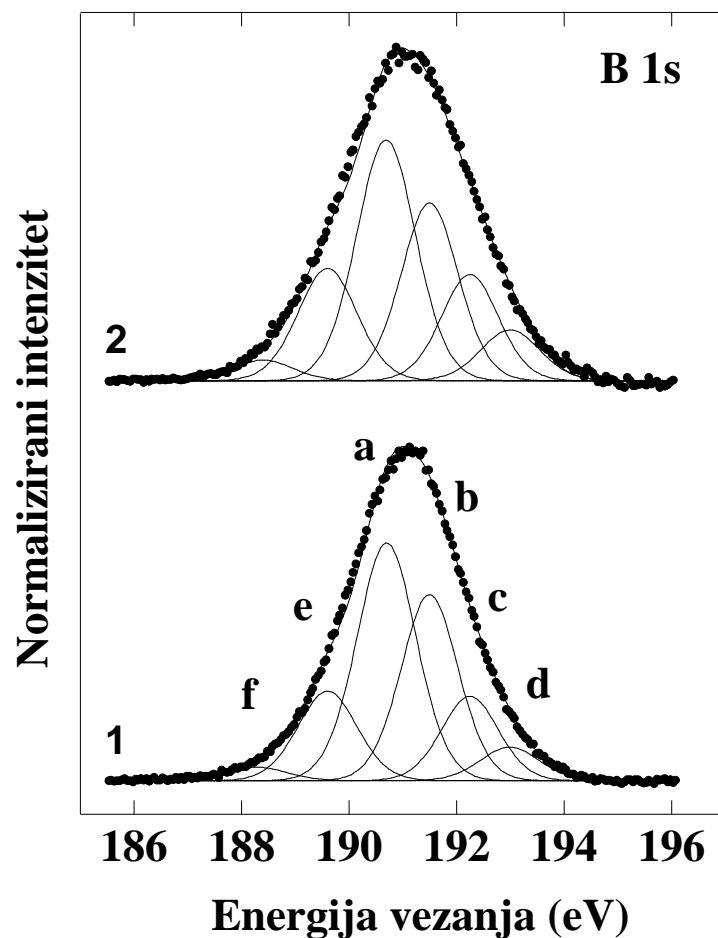 B 1s
Normalizirani intenzitet
2
a
b
e
c
f
d
1
186 188 190 192 194 196
Energija vezanja (eV)